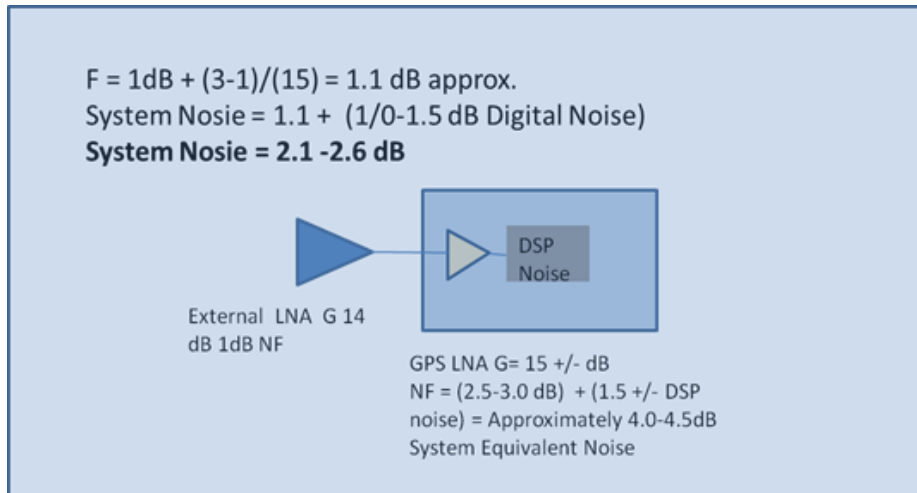 F = 1dB + (3-1)/(15) = 1.1 dB approx.
System Nosie = 1.1 + (1/0-1.5 dB Digital Noise)
System Nosie = 2.1 -2.6 dB
DSP
Noise
External LNA G 14
dB 1dB NF
GPS LNA G= 15 +/- dB
NF = (2.5-3.0 dB) + (1.5 +/- DSP
noise) = Approximately 4.0-4.5dB
System Equivalent Noise